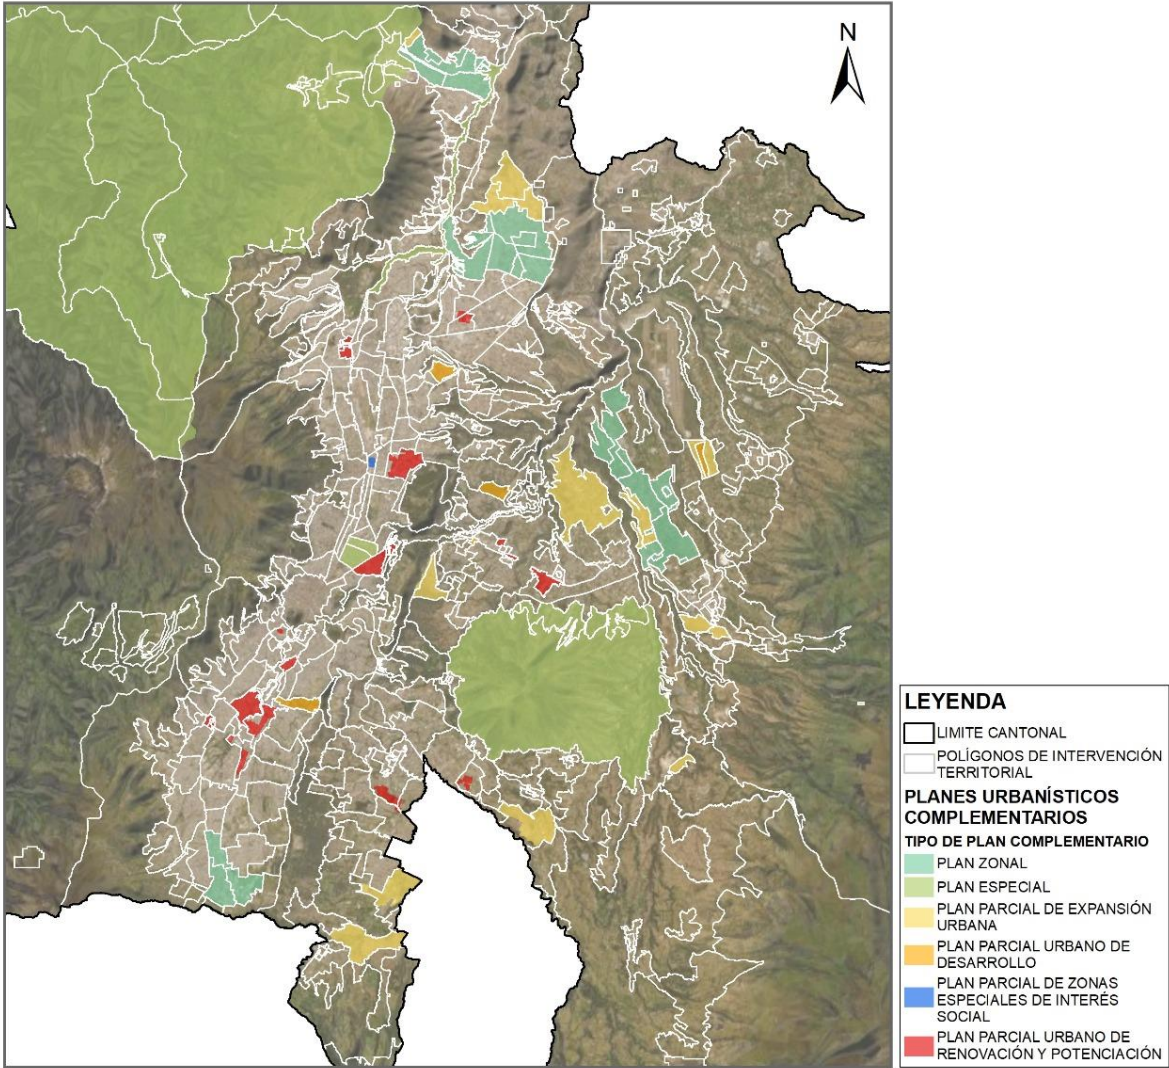 N
LEYENDA
LIMITE CANTONAL
POLÍGONOS DE INTERVENCIÓN
TERRITORIAL
PLANES URBANÍSTICOS
COMPLEMENTARIOS
TIPO DE PLAN COMPLEMENTARIO
PLAN ZONAL
PLAN ESPECIAL
PLAN PARCIAL DE EXPANSIÓN
URBANA
PLAN PARCIAL URBANO DE
DESARROLLO
PLAN PARCIAL DE ZONAS
ESPECIALES DE INTERÉS
SOCIAL
PLAN PARCIAL URBANO DE
RENOVACIÓN Y POTENCIACIÓN